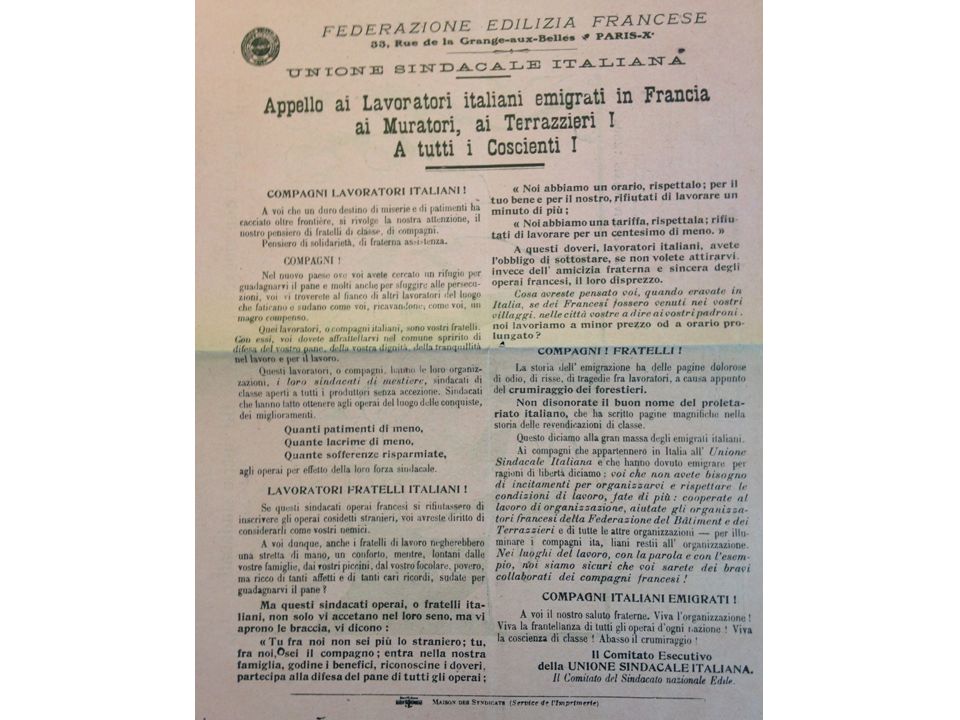 FEDERAZIONE EDILIZIA FRANCESE
33, Rue de la Grange-aux-Belles PARIS-X·
UNIONE SINDACALE ITALIANA
Appello ai Lavoratori italiani emigrati in Francia
ai Muratori, ai Terrazzieri !
A tutti i Coscienti !
COMPAGNI LAVORATORI ITALIANI !
A voi che un duro destino di miserie e di patimenti ha
cacciato oltre frontiére, si rivolge la nostra attenzione, il
nostro pensiero di fratelli di classe, di compagni.
Pensiero di solidarietà, di fraterna assistenza.
COMPAGNI !
Nel nuovo paese ove voi avete cercato un rifugio per
guadagnarvi il pane e molti anche per sfuggire alle persecu-
zioni, voi vi troverete al fianco di altri lavoratori del luogo
che faticano e sudano come voi, ricavandone, come voi, un
magro compenso.
Quei lavoratori, o compagni italiani, sono vostri fratelli.
Con essi, voi dovete affratellarvi nel comune spririto di
difesa del vostro pane, della vostra dignità, della tranquillità
nel lavoro e per il lavoro.
Questi lavoratori, o compagni, hanno le loro organiz-
zazioni, i loro sindacati di mestiere, sindacati di
classe aperti a tutti i produttori senza accezione. Sindacati
che hanno fatto ottenere agli operai del luogo delle conquiste,
dei miglioramenti.
Quanti patimenti di meno,
Quante lacrime di meno,
Quante sofferenze risparmiate,
agli operai per effetto della loro forza sindacale.
LAVORATORI FRATELLI ITALIANI !
Se questi sindacati operai francesi si rifiutassero di
inscrivere gli operai cosidetti stranieri, voi avreste diritto di
considerarli come vostri nemici.
A voi dunque, anche i fratelli di lavoro negherebbero
una stretta di mano, un conforto, mentre, lontani dalle
vostre famiglie, dai vostri piccini, dal vostro focolare, povero,
ma ricco di tanti affetti e di tanti cari ricordi, sudate per
guadagnarvi il pane ?
Ma questi sindacati operai, o fratelli ita-
liani, non solo vi accetano nel loro seno, ma vi
aprono le braccia, vi dicono :
« Tu fra noi non sei più lo straniero; tu,
fra noi, sei il compagno; entra nella nostra
famiglia, godine i benefici, riconoscine i doveri,
partecipa alla difesa del pane di tutti gli operai;
« Noi abbiamo un orario, rispettalo; per il
tuo bene e per il nostro, rifiutati di lavorare un
minuto di più ;
« Noi abbiamo una tariffa, rispettala; rifiu-
tati di lavorare per un centesimo di meno. »
A questi doveri, lavoratori italiani, avete
l'obbligo di sottostare, se non volete attirarvi,
invece dell' amicizia fraterna e sincera degli
operai francesi, il loro disprezzo.
Cosa avreste pensato voi, quando eravate in
Italia, se dei Francesi fossero venuti nei vostri
villaggi, nelle città vostre a dire ai vostri padroni :
noi lavoriamo a minor prezzo od a orario pro-
lungato ?
COMPAGNI ! FRATELLI !
La storia dell' emigrazione ha delle pagine dolorose
di odio, di risse, di tragedie fra lavoratori, a causa appunto
del crumiraggio dei forestieri.
Non disonorate il buon nome del proleta-
riato italiano, che ha scritto pagine magnifiche nella
storia delle revendicazioni di classe.
Questo diciamo alla gran massa degli emigrati italiani.
Ai compagni che appartennero in Italia all' Unione
Sindacale Italiana e che hanno dovuto emigrare per
ragioni di libertà diciamo : voi che non avete bisogno
di incitamenti per organizzarvi e rispettare le
condizioni di lavoro, fate di più : cooperate al
lavoro di organizzazione, aiutate gli organizza-
tori francesi della Federazione del Bâtiment e dei
Terrazzieri e di tutte le altre organizzazioni — per illu-
minare i compagni ita, liani restii all' organizzazione.
Nei luoghi del lavoro, con la parola e con l'esem-
pio, noi siamo sicuri che voi sarete dei bravi
collaborati dei compagni francesi !
COMPAGNI ITALIANI EMIGRATI !
A voi il nostro saluto fraterne. Viva l'organizzazione !
Viva la frantellanza di tutti gli operai d'ogni nazione ! Viva
la coscienza di classe ! Abasso il crumiraggio !
Il Comitato Esecutivo
della UNIONE SINDACALE ITALIANA.
Il Comitato del Sindacato nazionale Edile.
MAISON DES SYNDICATS (Service de l'Imprimerie)